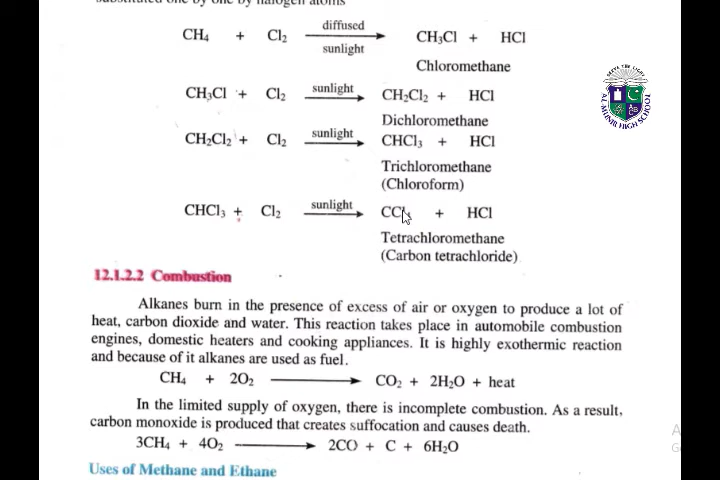 substituted one by one by halogen atoms
CH₄ + Cl₂ diffused sunlight CH₃Cl + HCl
Chloromethane
CH₃Cl + Cl₂ sunlight CH₂Cl₂ + HCl
Dichloromethane
CH₂Cl₂ + Cl₂ sunlight CHCl₃ + HCl
Trichloromethane
(Chloroform)
CHCl₃ + Cl₂ sunlight CCl₄ + HCl
Tetrachloromethane
(Carbon tetrachloride)
12.1.2.2 Combustion
Alkanes burn in the presence of excess of air or oxygen to produce a lot of
heat, carbon dioxide and water. This reaction takes place in automobile combustion
engines, domestic heaters and cooking appliances. It is highly exothermic reaction
and because of it alkanes are used as fuel.
CH₄ + 2O₂ ⟶ CO₂ + 2H₂O + heat
In the limited supply of oxygen, there is incomplete combustion. As a result,
carbon monoxide is produced that creates suffocation and causes death.
3CH₄ + 4O₂ ⟶ 2CO + C + 6H₂O
Uses of Methane and Ethane
AL MUNIR HIGH SCHOOL